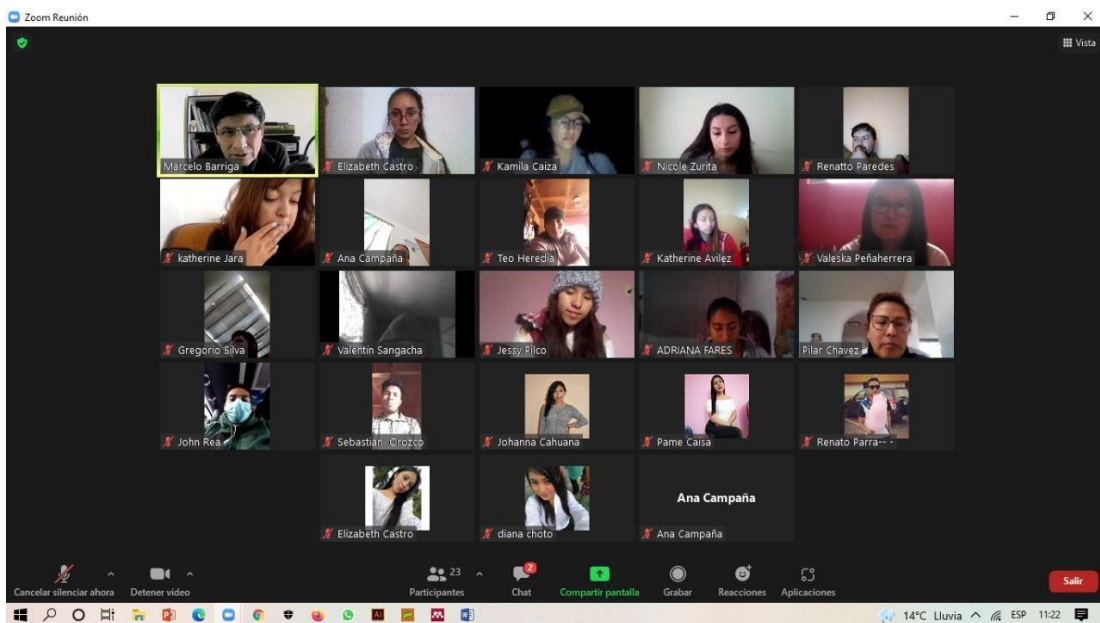 Zoom Reunión
Vista
Marcelo Barriga
Elizabeth Castro
Kamila Caiza
Nicole Zurita
Renatto Paredes
katherine Jara
Ana Campaña
Teo Heredia
Katherine Avilez
Valeska Peñaherrera
Gregorio Silva
Valentín Sangacha
Jessy Pilco
ADRIANA FARES
Pilar Chavez
John Rea
Sebastian Orozco
Johanna Cahuana
Pame Caisa
Renato Parra-- -
Elizabeth Castro
diana choto
Ana Campaña
Ana Campaña
23
2
Cancelar silenciar ahora
Detener vídeo
Participantes
Chat
Compartir pantalla
Grabar
Reacciones
Aplicaciones
Salir
14°C Lluvia
ESP
11:22